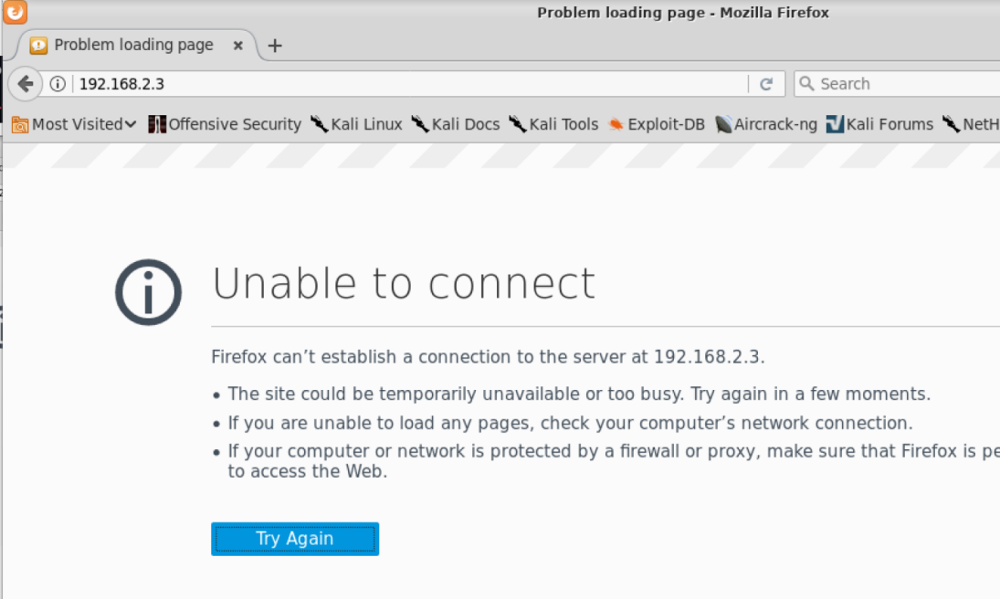 Problem loading page - Mozilla Firefox
Problem loading page
192.168.2.3
Search
Most Visited Offensive Security Kali Linux Kali Docs Kali Tools Exploit-DB Aircrack-ng Kali Forums NetH
Unable to connect
Firefox can’t establish a connection to the server at 192.168.2.3.
• The site could be temporarily unavailable or too busy. Try again in a few moments.
• If you are unable to load any pages, check your computer’s network connection.
• If your computer or network is protected by a firewall or proxy, make sure that Firefox is pe
to access the Web.
Try Again